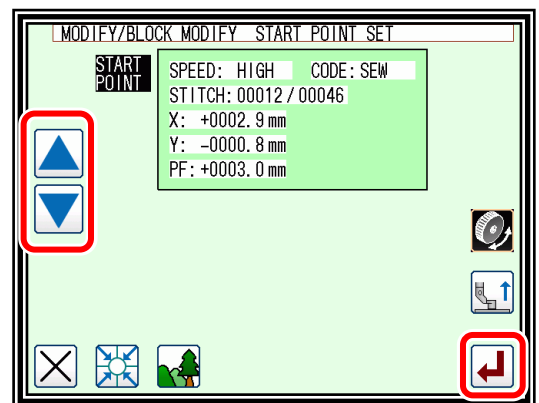 MODIFY/BLOCK MODIFY START POINT SET
START
POINT
SPEED: HIGH CODE: SEW
STITCH: 00012 / 00046
X: +0002.9 mm
Y: -0000.8 mm
PF: +0003.0 mm